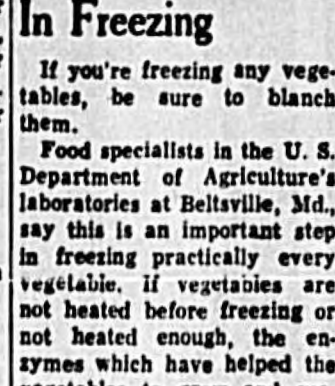 In Freezing
If you're freezing any vege-
tables, be sure to blanch
them.
Food specialists in the U. S.
Department of Agriculture's
laboratories at Beltsville, Md.,
say this is an important step
in freezing practically every
vegetable. If vegetables are
not heated before freezing or
not heated enough, the en-
zymes which have helped the